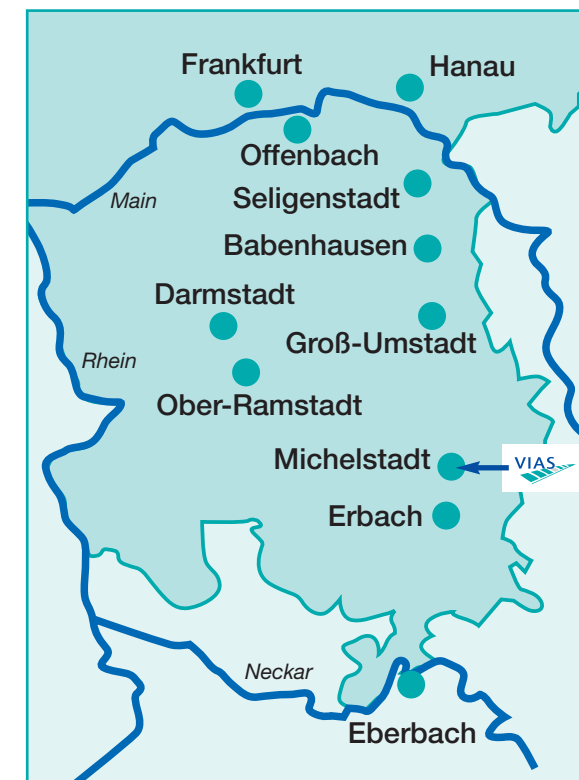 Frankfurt
Hanau
Offenbach
Main
Seligenstadt
Babenhausen
Darmstadt
Groß-Umstadt
Rhein
Ober-Ramstadt
Michelstadt
VIAS
Erbach
Neckar
Eberbach